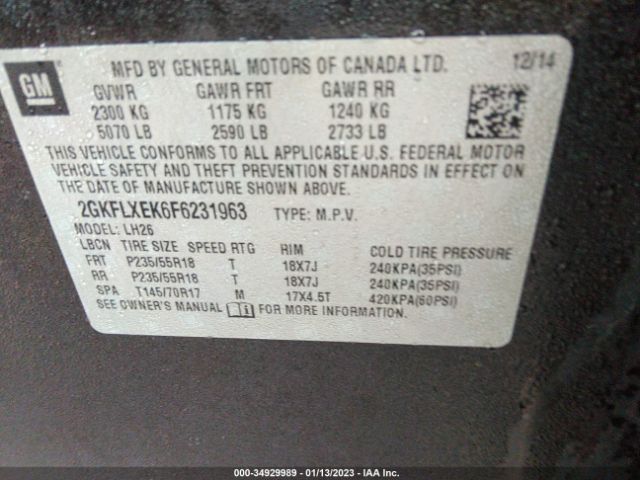 GM
MFD BY GENERAL MOTORS OF CANADA LTD. 12/14
GVWR GAWR FRT GAWR RR
2300 KG 1175 KG 1240 KG
5070 LB 2590 LB 2733 LB
THIS VEHICLE CONFORMS TO ALL APPLICABLE U.S. FEDERAL MOTOR
VEHICLE SAFETY AND THEFT PREVENTION STANDARDS IN EFFECT ON
THE DATE OF MANUFACTURE SHOWN ABOVE.
2GKFLXEK6F6231963 TYPE: M.P.V.
MODEL: LH26
LBCN TIRE SIZE SPEED RTG RIM COLD TIRE PRESSURE
FRT P235/55R18 T 18X7J 240KPA(35PSI)
RR P235/55R18 T 18X7J 240KPA(35PSI)
SPA T145/70R17 M 17X4.5T 420KPA(60PSI)
SEE OWNER'S MANUAL FOR MORE INFORMATION.
000-34929989 - 01/13/2023 - IAA Inc.